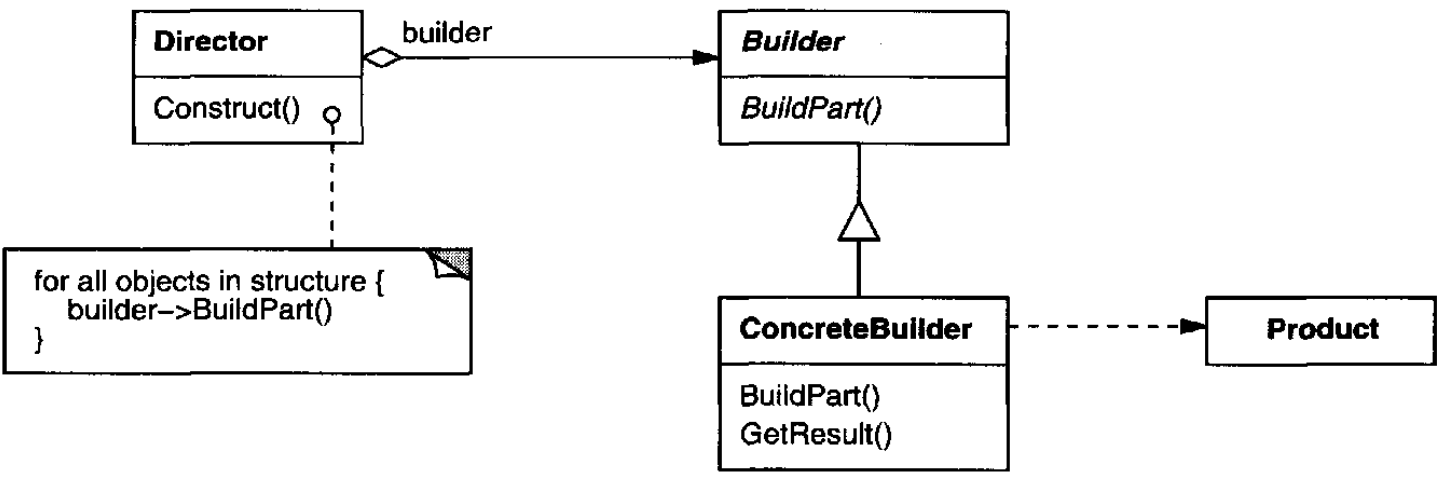 Director
builder
Builder
Construct()
BuildPart()
for all objects in structure {
builder–>BuildPart()
}
ConcreteBuilder
Product
BuildPart()
GetResult()